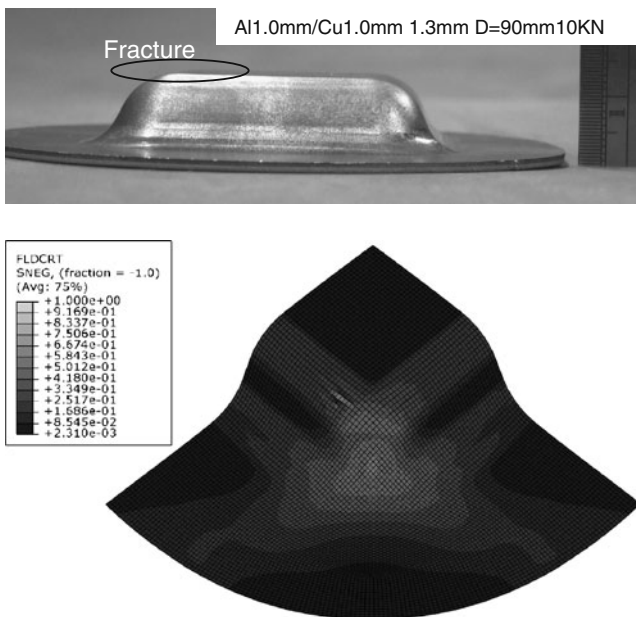 Al1.0mm/Cu1.0mm 1.3mm D=90mm10KN
Fracture
FLDCRT
SNEG, (fraction = -1.0)
(Avg: 75%)
+1.000e+00
+9.169e-01
+8.337e-01
+7.506e-01
+6.674e-01
+5.843e-01
+5.012e-01
+4.180e-01
+3.349e-01
+2.517e-01
+1.686e-01
+8.545e-02
+2.310e-03